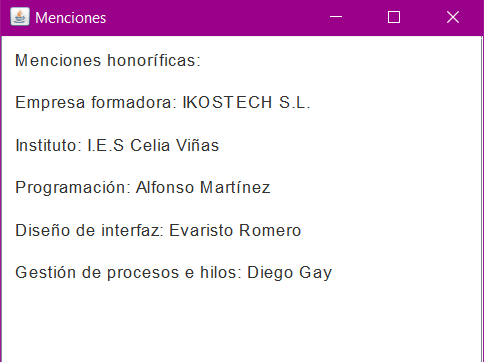 Menciones
Menciones honoríficas:
Empresa formadora: IKOSTECH S.L.
Instituto: I.E.S Celia Viñas
Programación: Alfonso Martínez
Diseño de interfaz: Evaristo Romero
Gestión de procesos e hilos: Diego Gay